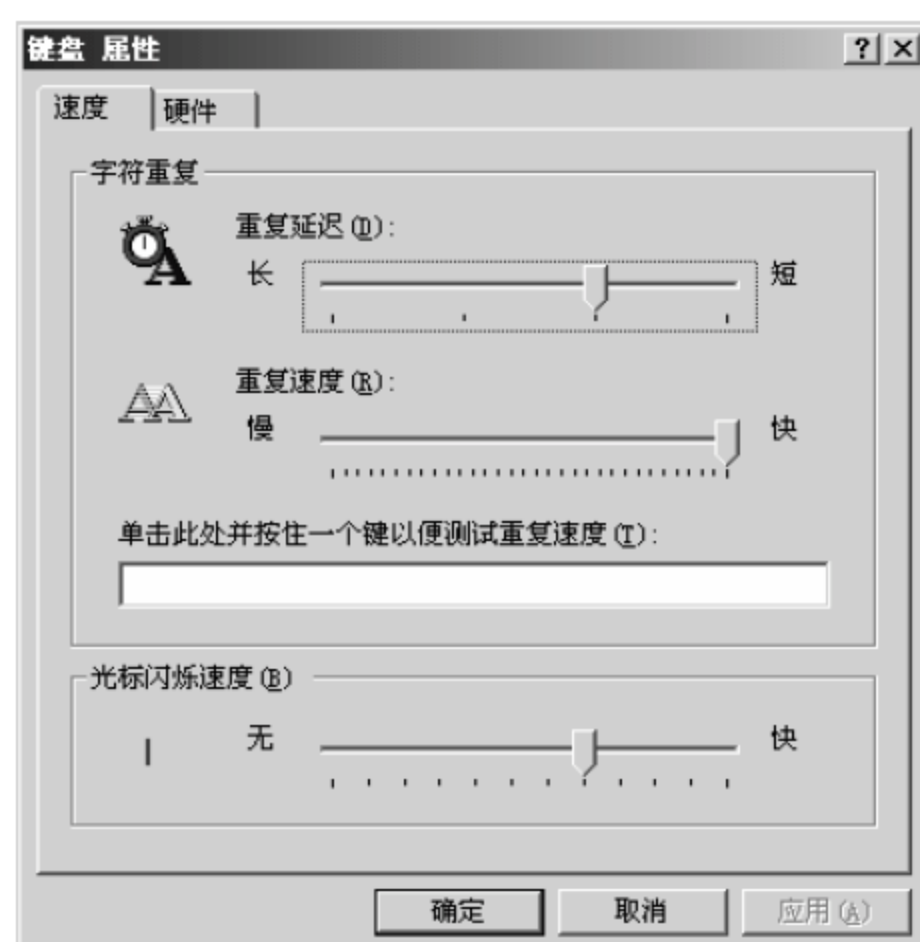 键盘 属性
速度 硬件
字符重复
重复延迟(D):
长 短
重复速度(R):
慢 快
单击此处并按住一个键以便测试重复速度(T):
光标闪烁速度(B)
无 快
确定 取消 应用(A)